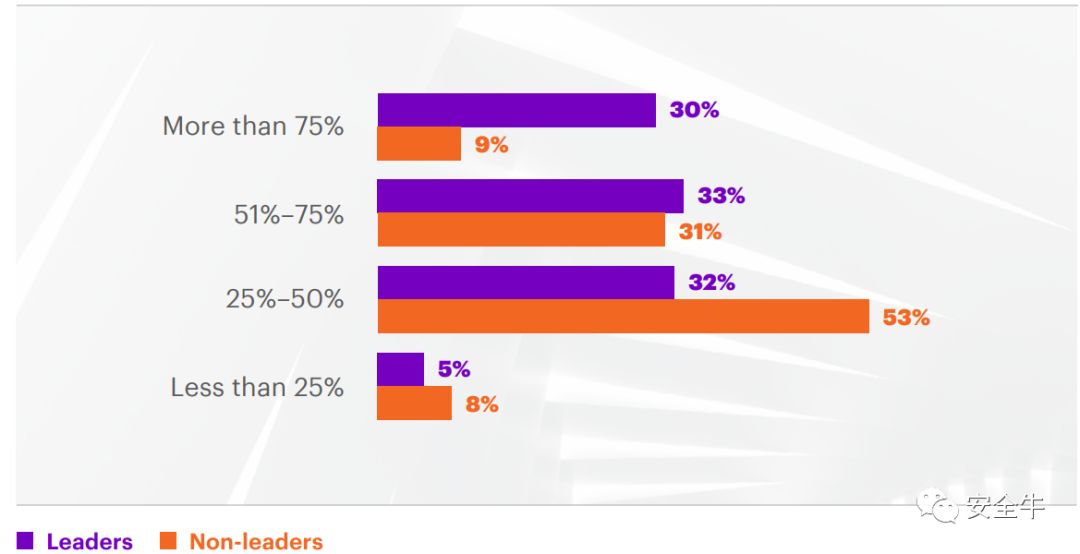 More than 75%
30%
9%
51%–75%
33%
31%
25%–50%
32%
53%
Less than 25%
5%
8%
安全牛
Leaders
Non-leaders